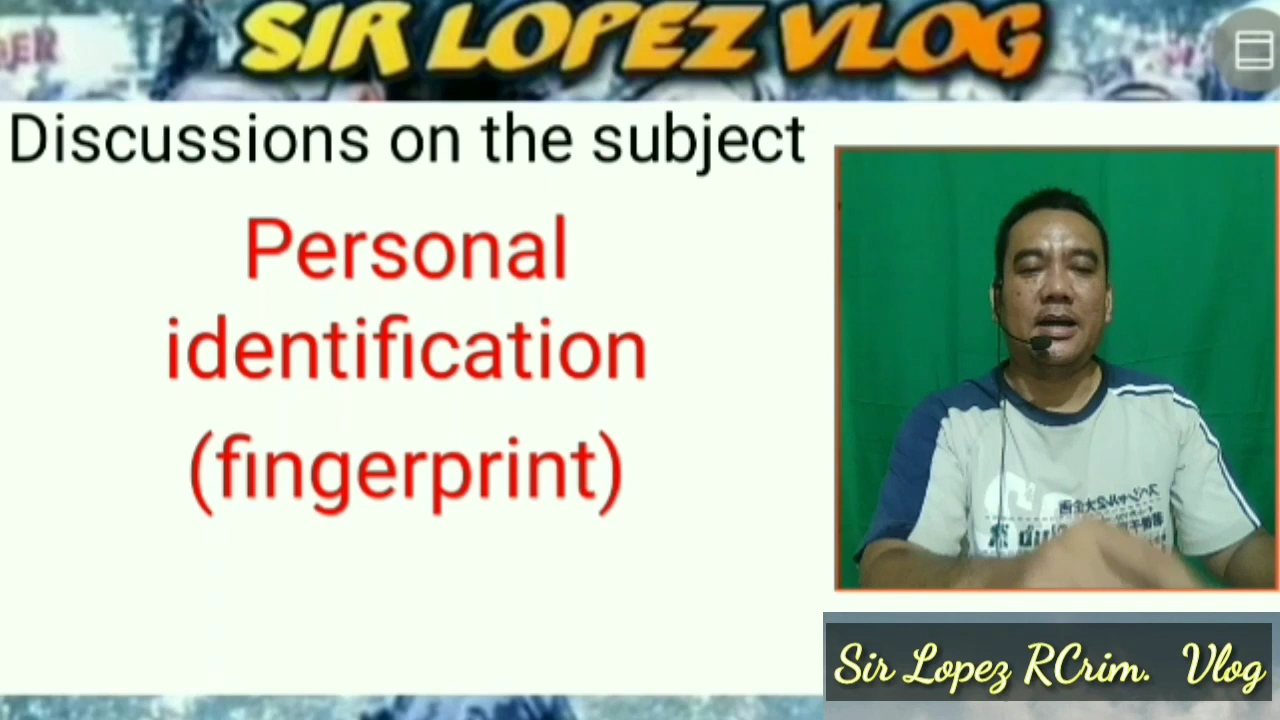 SIR LOPEZ VLOG
Discussions on the subject
Personal
identification
(fingerprint)
Sir Lopez RCrim. Vlog